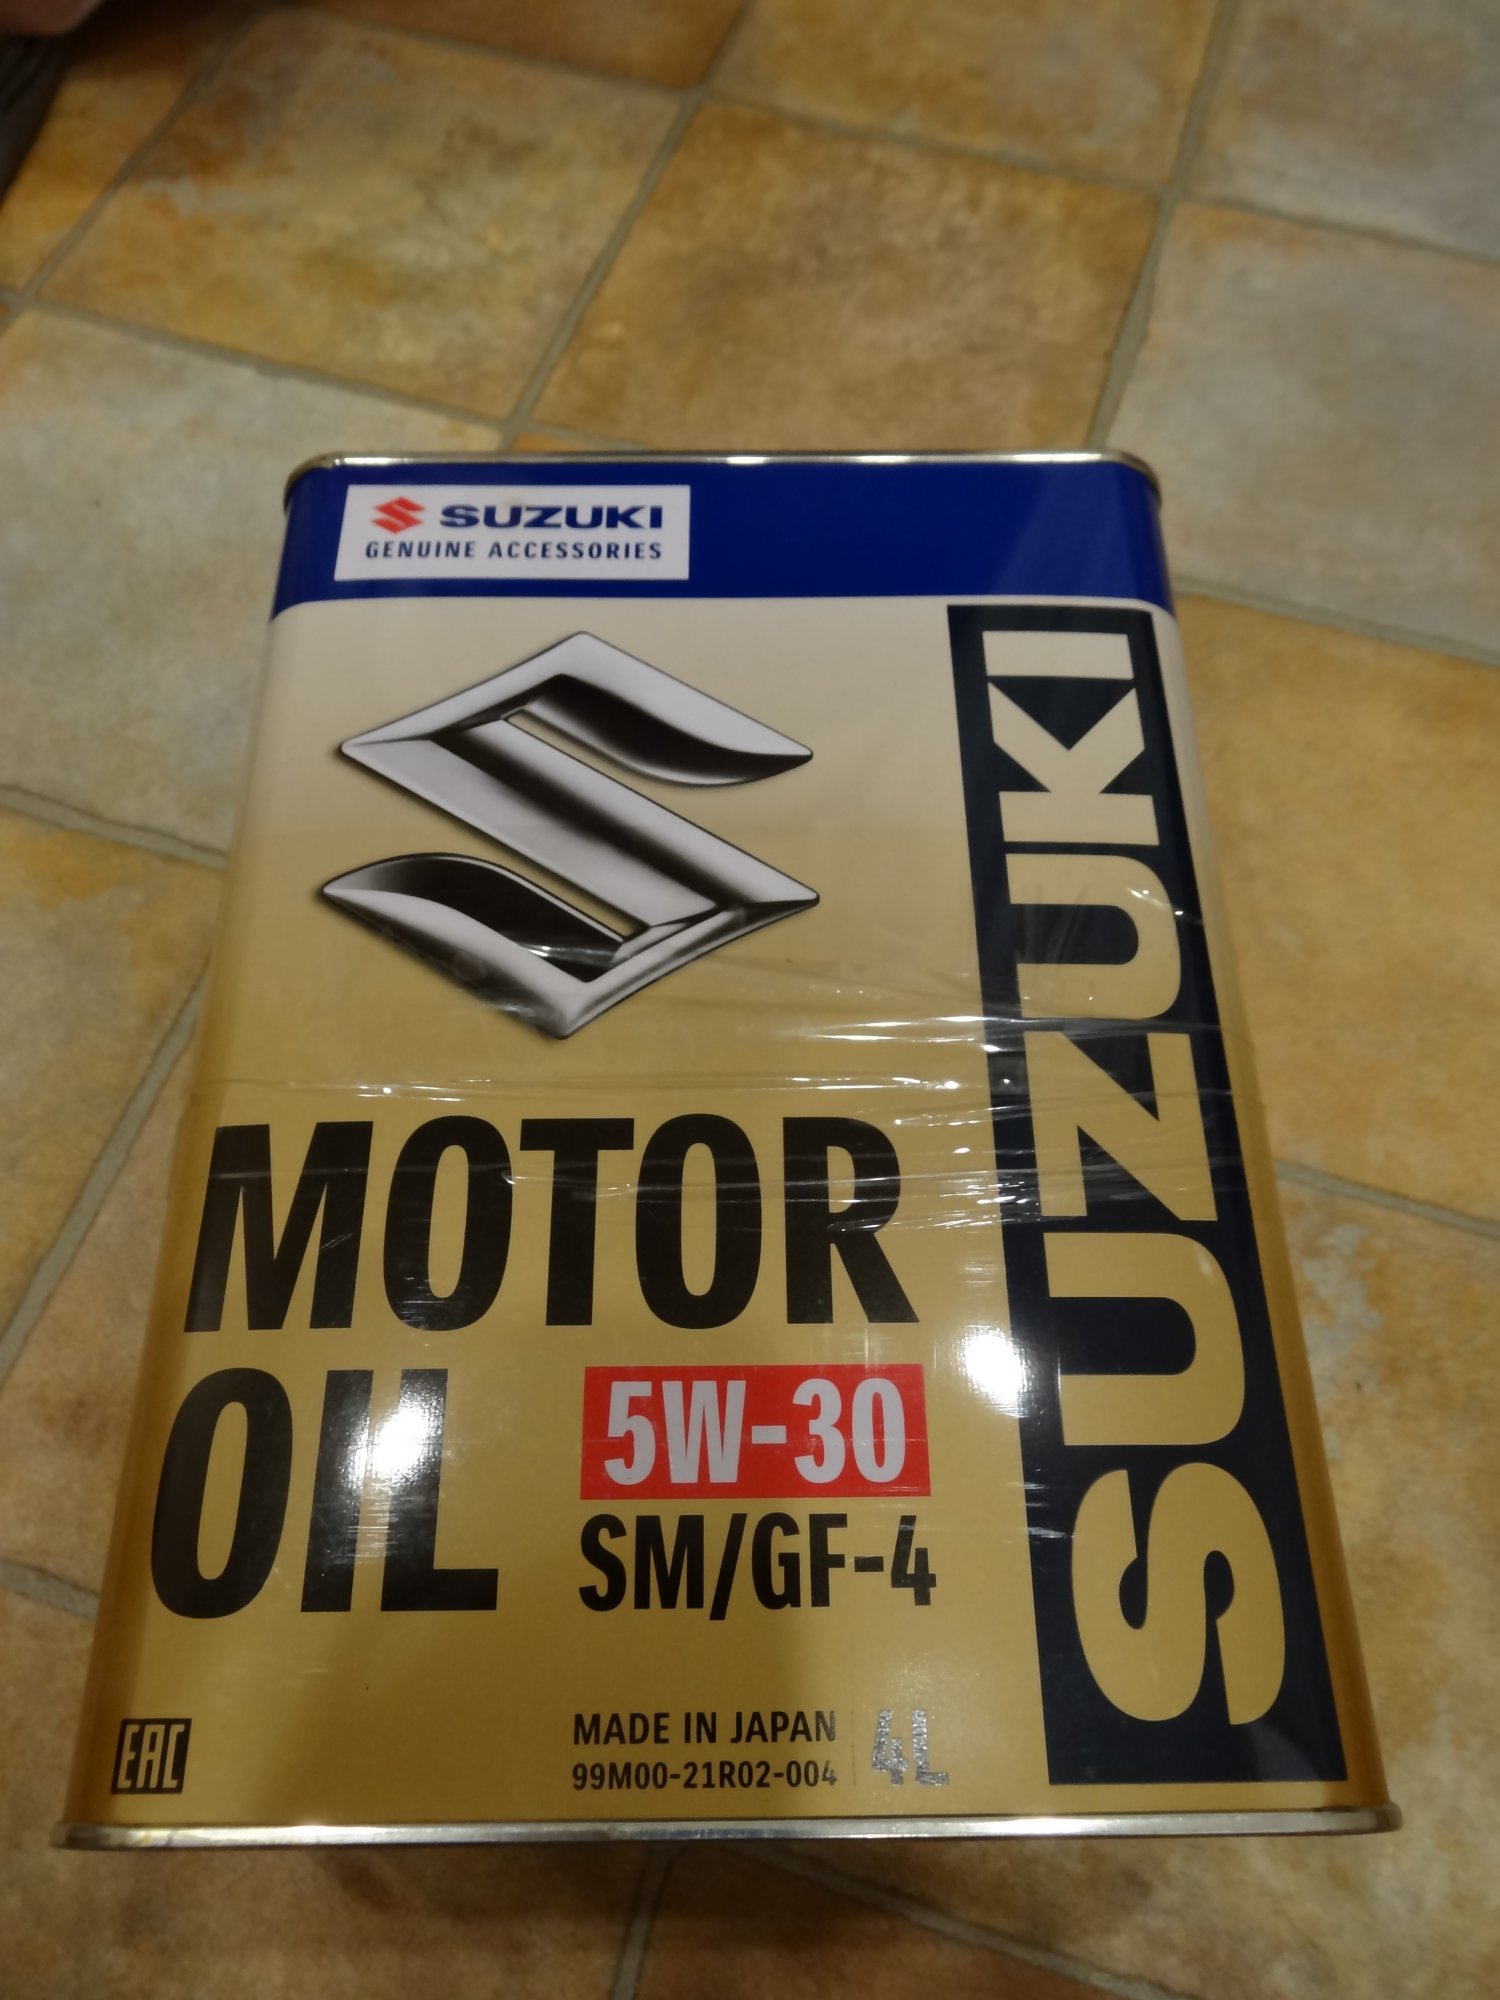 SUZUKI
GENUINE ACCESSORIES
SUZUKI
MOTOR
OIL
5W-30
SM/GF-4
MADE IN JAPAN
99M00-21R02-004
4L
EAC